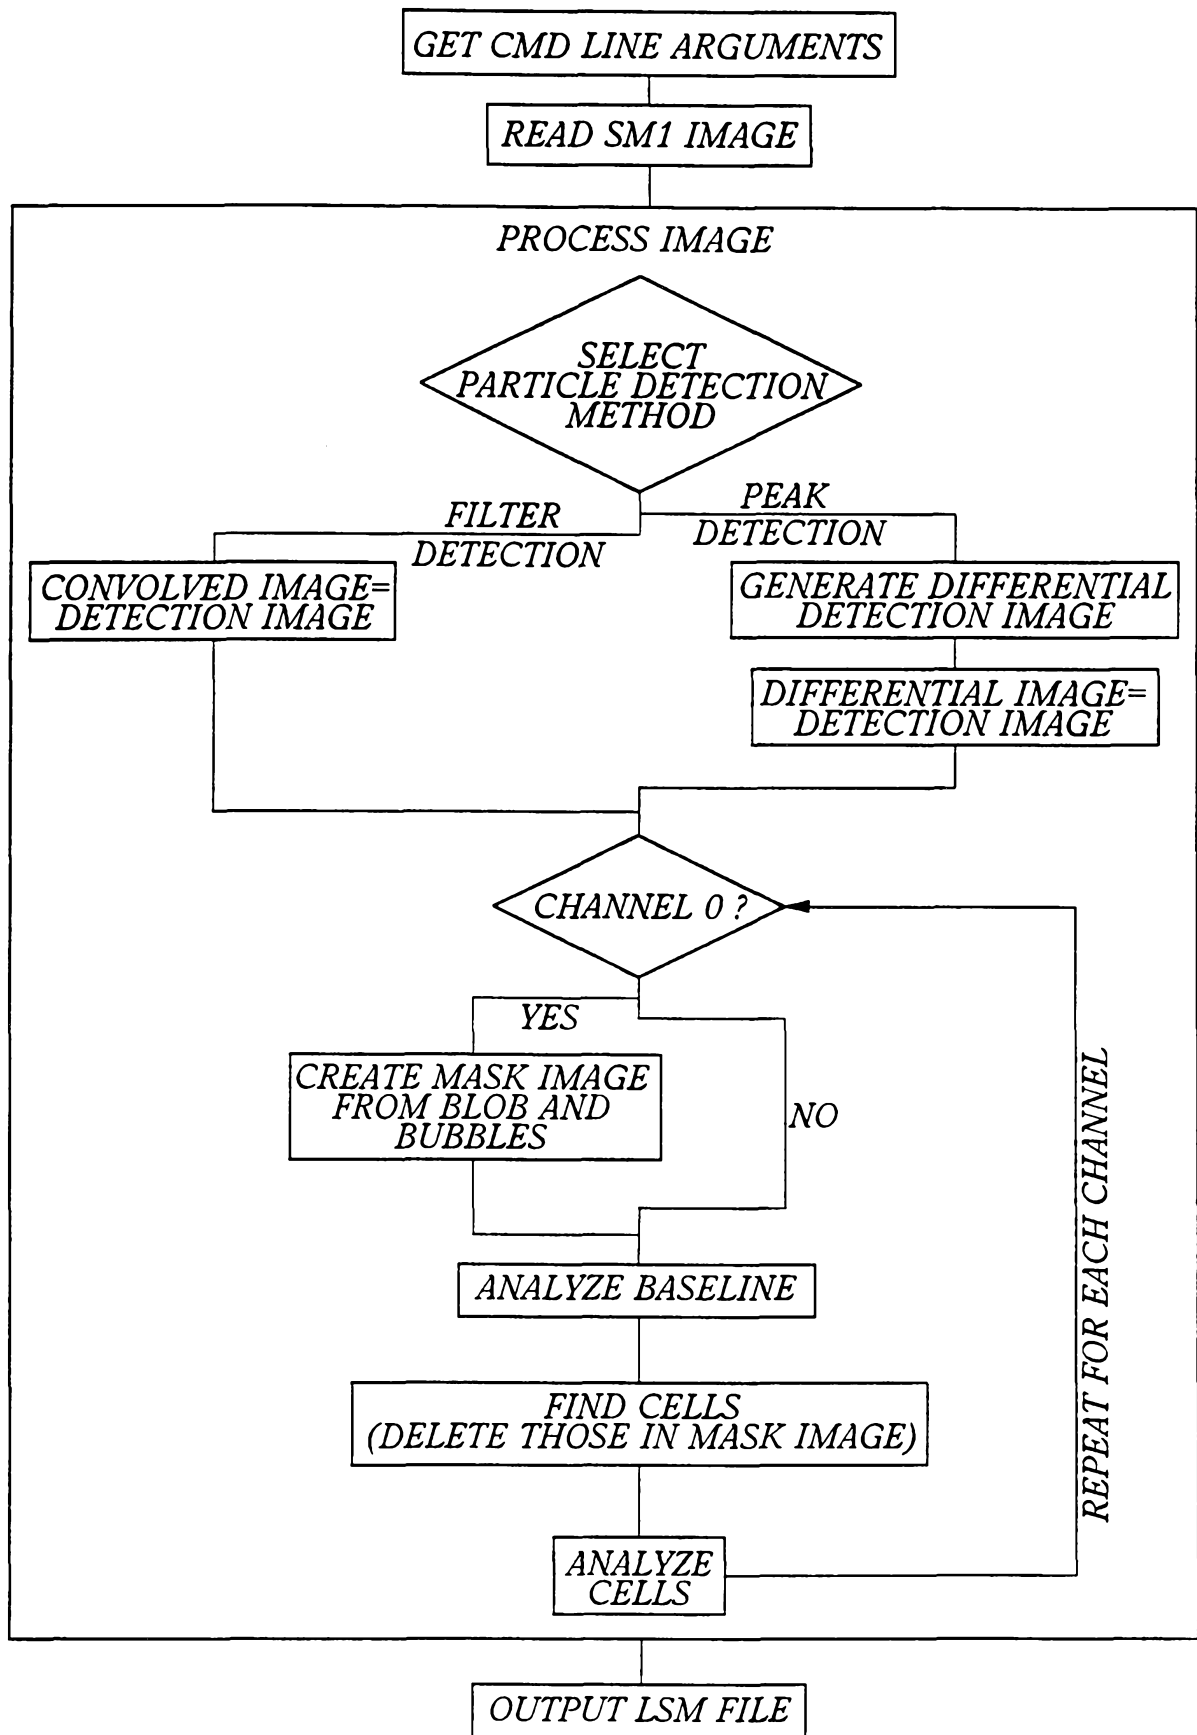 GET CMD LINE ARGUMENTS
READ SM1 IMAGE
PROCESS IMAGE
SELECT
PARTICLE DETECTION
METHOD
FILTER
DETECTION
PEAK
DETECTION
CONVOLVED IMAGE=
DETECTION IMAGE
GENERATE DIFFERENTIAL
DETECTION IMAGE
DIFFERENTIAL IMAGE=
DETECTION IMAGE
CHANNEL 0 ?
YES
NO
CREATE MASK IMAGE
FROM BLOB AND
BUBBLES
REPEAT FOR EACH CHANNEL
ANALYZE BASELINE
FIND CELLS
(DELETE THOSE IN MASK IMAGE)
ANALYZE
CELLS
OUTPUT LSM FILE